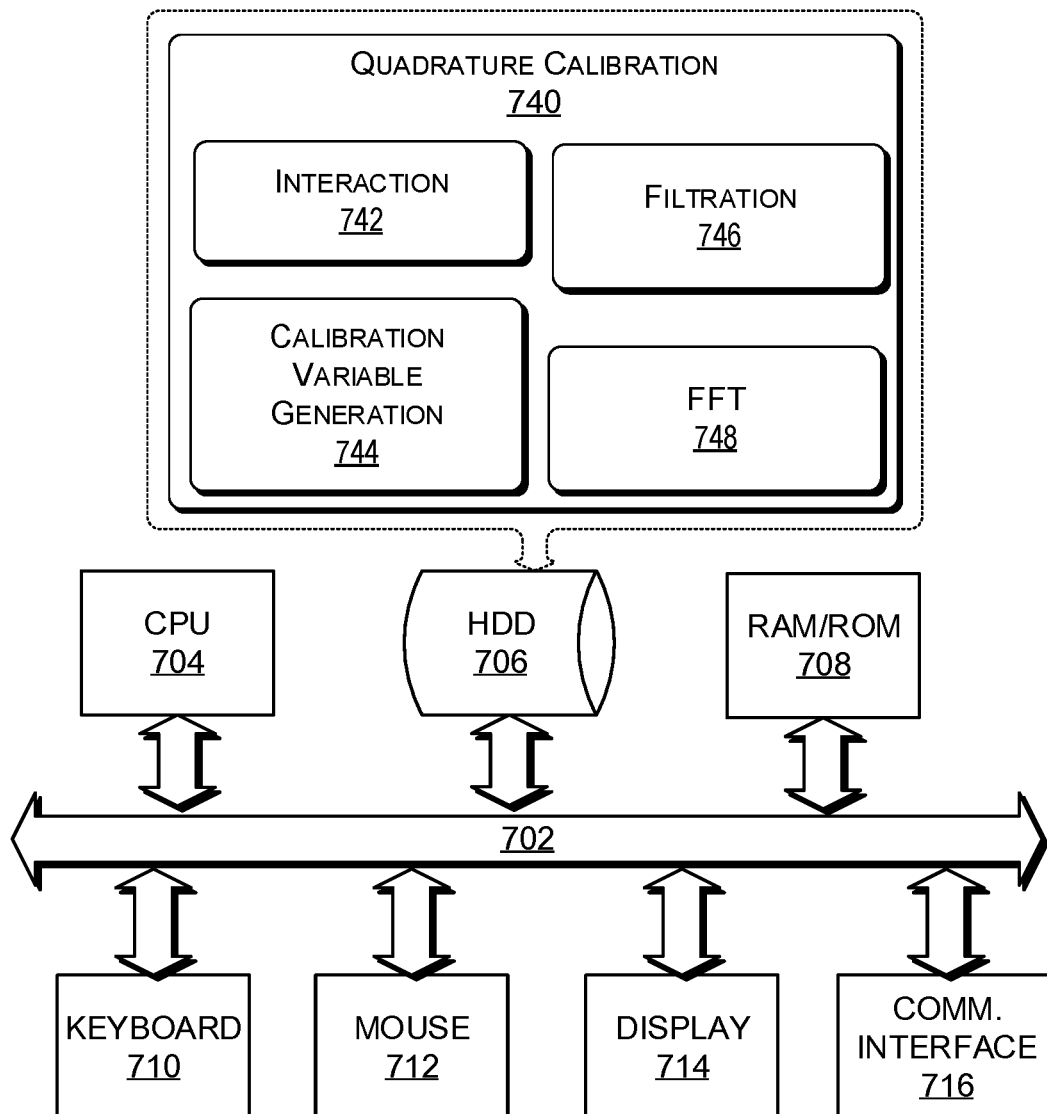 QUADRATURE CALIBRATION
740
INTERACTION
742
FILTRATION
746
CALIBRATION
VARIABLE
GENERATION
744
FFT
748
CPU
704
HDD
706
RAM/ROM
708
702
KEYBOARD
710
MOUSE
712
DISPLAY
714
COMM.
INTERFACE
716